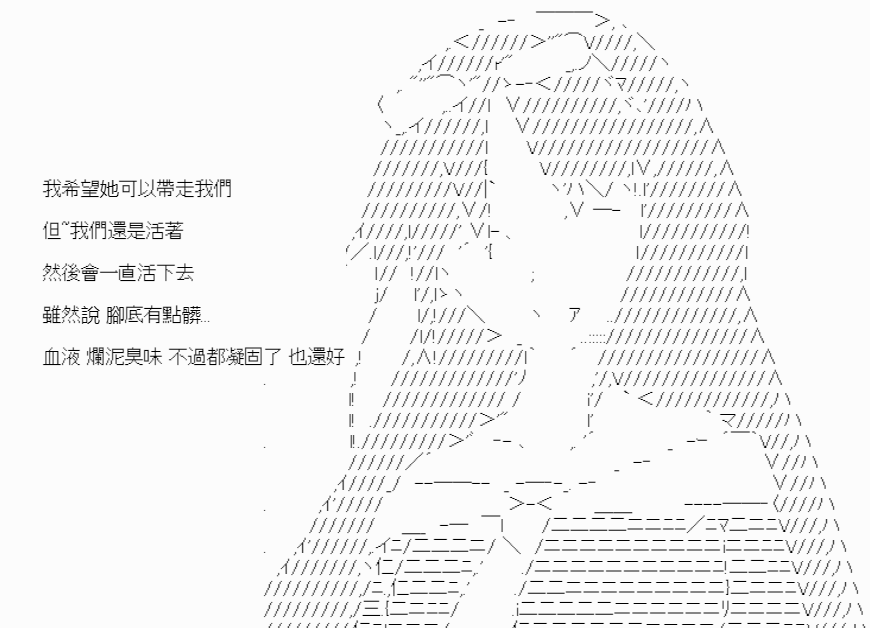 我希望她可以帶走我們
但~我們還是活著
然後會一直活下去
雖然說 腳底有點髒...
血液 爛泥臭味 不過都凝固了 也還好